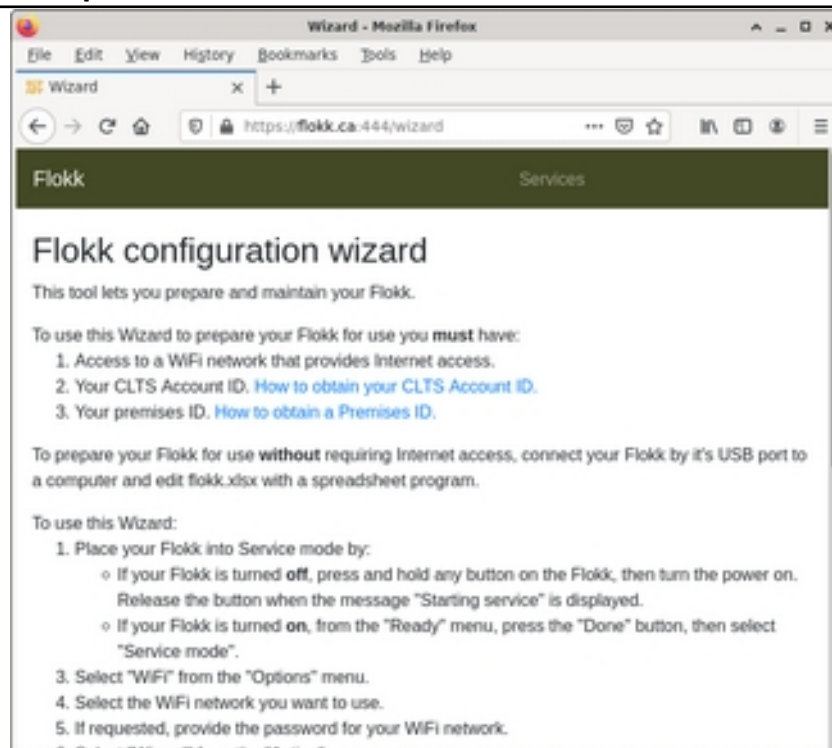 Wizard - Mozilla Firefox
File Edit View History Bookmarks Tools Help
Wizard
https://flokk.ca:444/wizard
Flokk Services
Flokk configuration wizard
This tool lets you prepare and maintain your Flokk.
To use this Wizard to prepare your Flokk for use you must have:
1. Access to a WiFi network that provides Internet access.
2. Your CLTS Account ID. How to obtain your CLTS Account ID.
3. Your premises ID. How to obtain a Premises ID.
To prepare your Flokk for use without requiring Internet access, connect your Flokk by it's USB port to
a computer and edit flokk.xlsx with a spreadsheet program.
To use this Wizard:
1. Place your Flokk into Service mode by:
If your Flokk is turned off, press and hold any button on the Flokk, then turn the power on.
Release the button when the message "Starting service" is displayed.
If your Flokk is turned on, from the "Ready" menu, press the "Done" button, then select
"Service mode".
3. Select "WiFi" from the "Options" menu.
4. Select the WiFi network you want to use.
5. If requested, provide the password for your WiFi network.